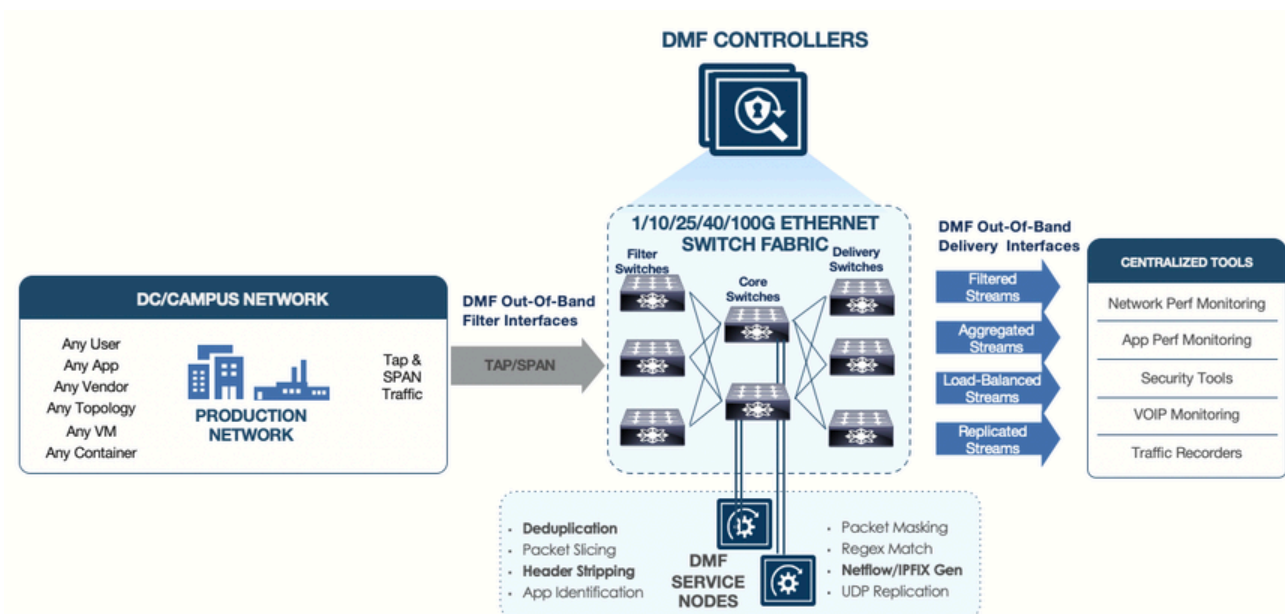 DMF CONTROLLERS
1/10/25/40/100G ETHERNET
SWITCH FABRIC
Filter
Switches
Core
Switches
Delivery
Switches
DC/CAMPUS NETWORK
Any User
Any App
Any Vendor
Any Topology
Any VM
Any Container
PRODUCTION
NETWORK
Tap &
SPAN
Traffic
DMF Out-Of-Band
Filter Interfaces
TAP/SPAN
DMF Out-Of-Band
Delivery Interfaces
Filtered
Streams
Aggregated
Streams
Load-Balanced
Streams
Replicated
Streams
CENTRALIZED TOOLS
Network Perf Monitoring
App Perf Monitoring
Security Tools
VOIP Monitoring
Traffic Recorders
• Deduplication
• Packet Slicing
• Header Stripping
• App Identification
DMF
SERVICE
NODES
• Packet Masking
• Regex Match
• Netflow/IPFIX Gen
• UDP Replication